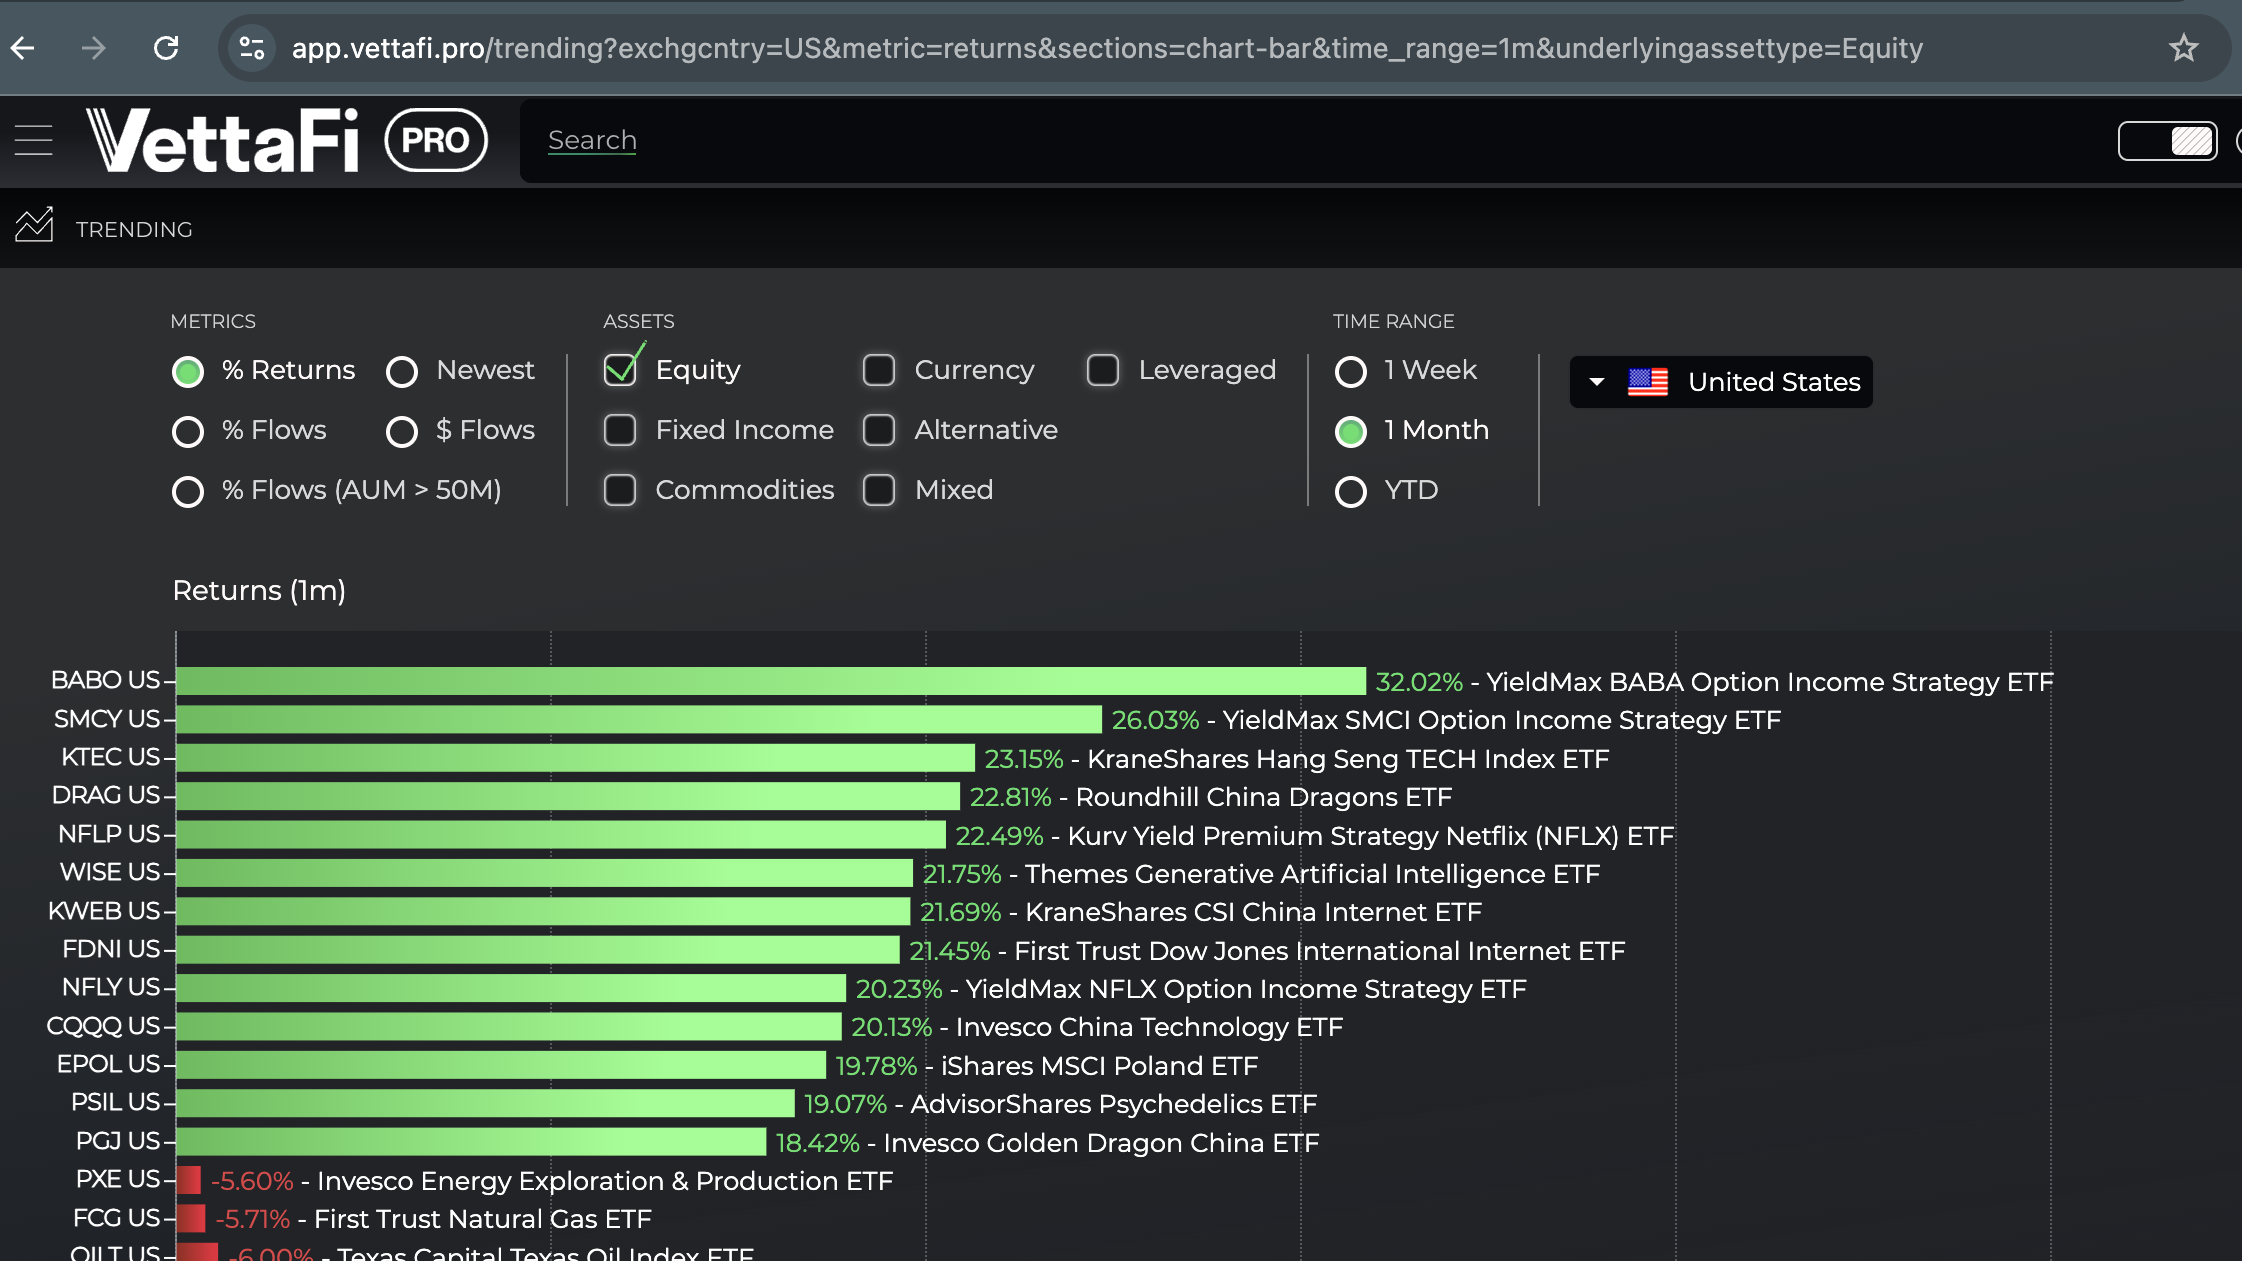 app.vettafi.pro/trending?exchgcntry=US&metric=returns&sections=chart-bar&time_range=1m&underlyingassettype=Equity
VettaFi PRO
Search
TRENDING
METRICS
ASSETS
TIME RANGE
% Returns
Newest
Equity
Currency
Leveraged
1 Week
United States
% Flows
$ Flows
Fixed Income
Alternative
1 Month
% Flows (AUM > 50M)
Commodities
Mixed
YTD
Returns (1m)
BABO US 32.02% - YieldMax BABA Option Income Strategy ETF
SMCY US 26.03% - YieldMax SMCI Option Income Strategy ETF
KTEC US 23.15% - KraneShares Hang Seng TECH Index ETF
DRAG US 22.81% - Roundhill China Dragons ETF
NFLP US 22.49% - Kurv Yield Premium Strategy Netflix (NFLX) ETF
WISE US 21.75% - Themes Generative Artificial Intelligence ETF
KWEB US 21.69% - KraneShares CSI China Internet ETF
FDNI US 21.45% - First Trust Dow Jones International Internet ETF
NFLY US 20.23% - YieldMax NFLX Option Income Strategy ETF
CQQQ US 20.13% - Invesco China Technology ETF
EPOL US 19.78% - iShares MSCI Poland ETF
PSIL US 19.07% - AdvisorShares Psychedelics ETF
PGJ US 18.42% - Invesco Golden Dragon China ETF
PXE US -5.60% - Invesco Energy Exploration & Production ETF
FCG US -5.71% - First Trust Natural Gas ETF
OILT US -6.00% - Texas Capital Texas Oil Index ETF